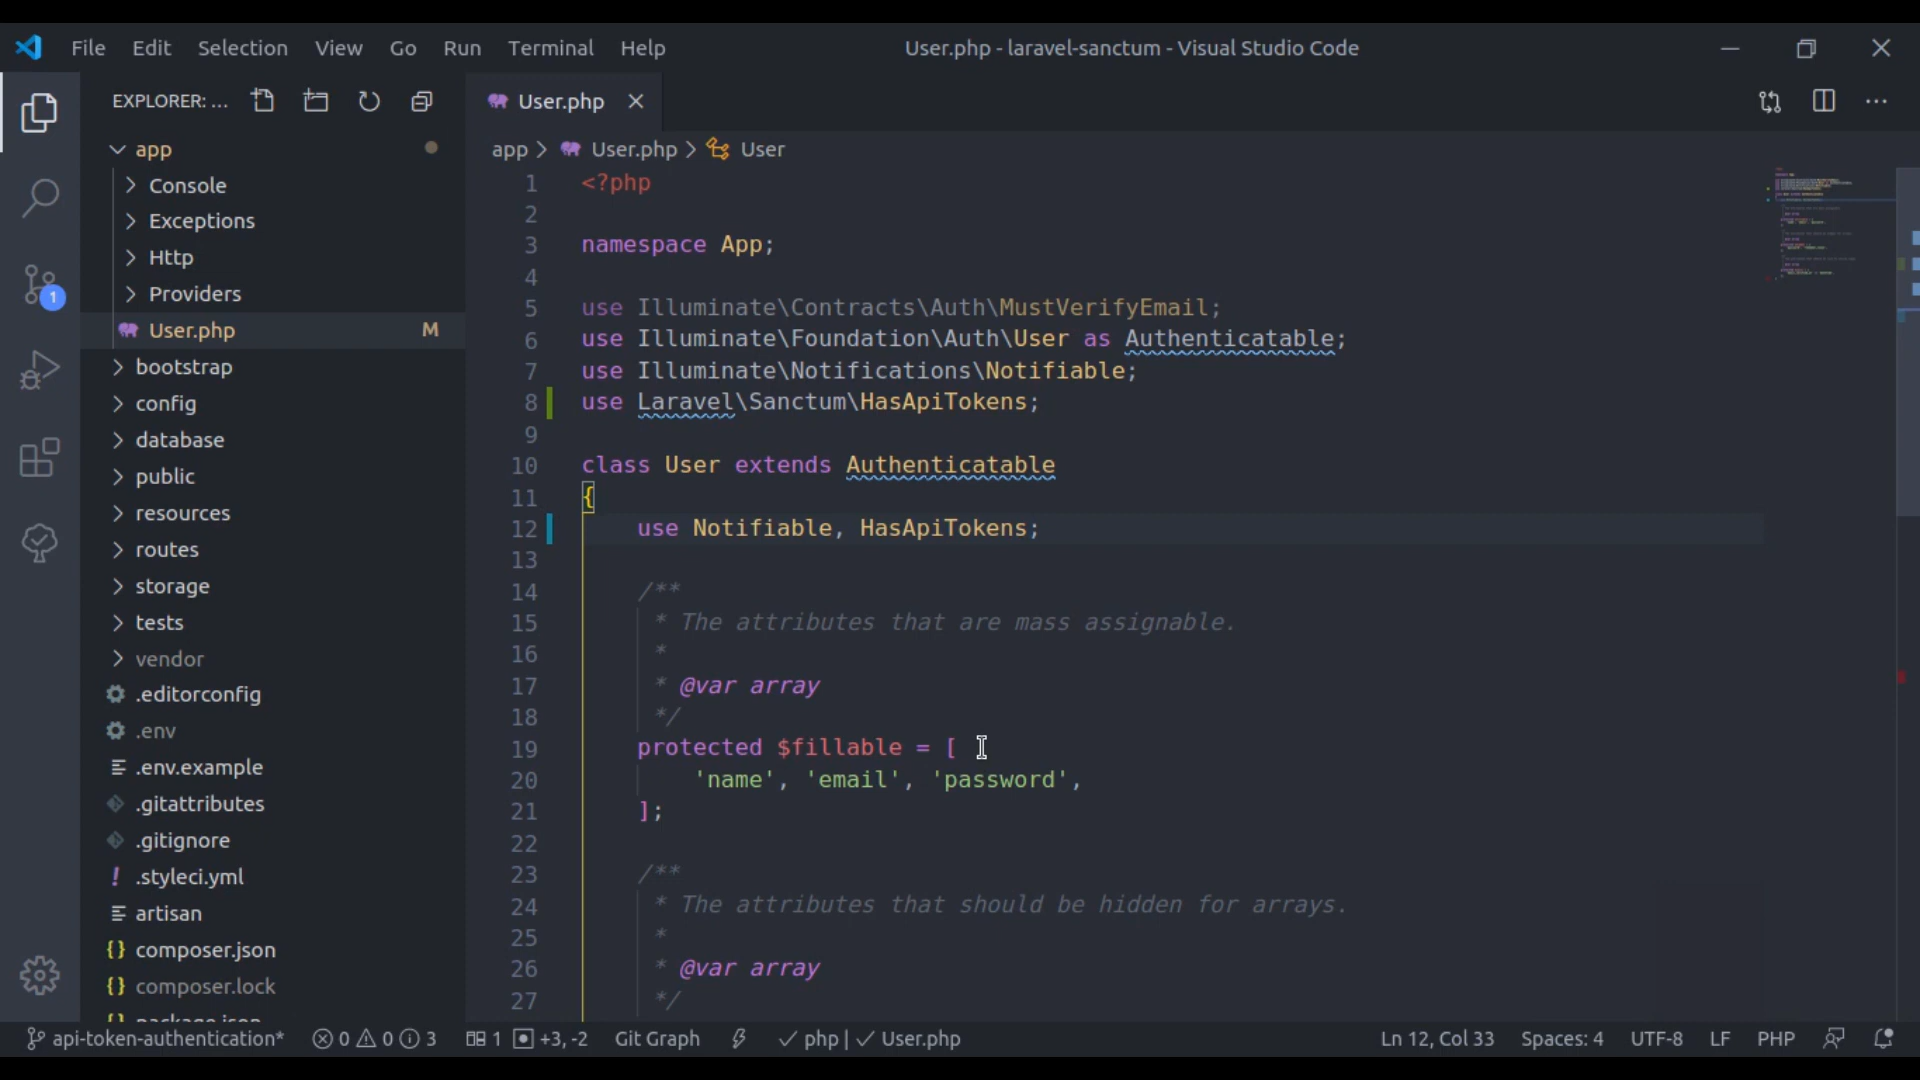 File Edit Selection View Go Run Terminal Help User.php - laravel-sanctum - Visual Studio Code
EXPLORER: ...
User.php
app
Console
Exceptions
Http
Providers
User.php M
bootstrap
config
database
public
resources
routes
storage
tests
vendor
.editorconfig
.env
.env.example
.gitattributes
.gitignore
.styleci.yml
artisan
composer.json
composer.lock
package.json
1
app > User.php > User
1 <?php
2
3 namespace App;
4
5 use Illuminate\Contracts\Auth\MustVerifyEmail;
6 use Illuminate\Foundation\Auth\User as Authenticatable;
7 use Illuminate\Notifications\Notifiable;
8 use Laravel\Sanctum\HasApiTokens;
9
10 class User extends Authenticatable
11 {
12 use Notifiable, HasApiTokens;
13
14 /**
15 * The attributes that are mass assignable.
16 *
17 * @var array
18 */
19 protected $fillable = [
20 'name', 'email', 'password',
21 ];
22
23 /**
24 * The attributes that should be hidden for arrays.
25 *
26 * @var array
27 */
api-token-authentication* 0 0 3 1 +3, -2 Git Graph php | User.php Ln 12, Col 33 Spaces: 4 UTF-8 LF PHP